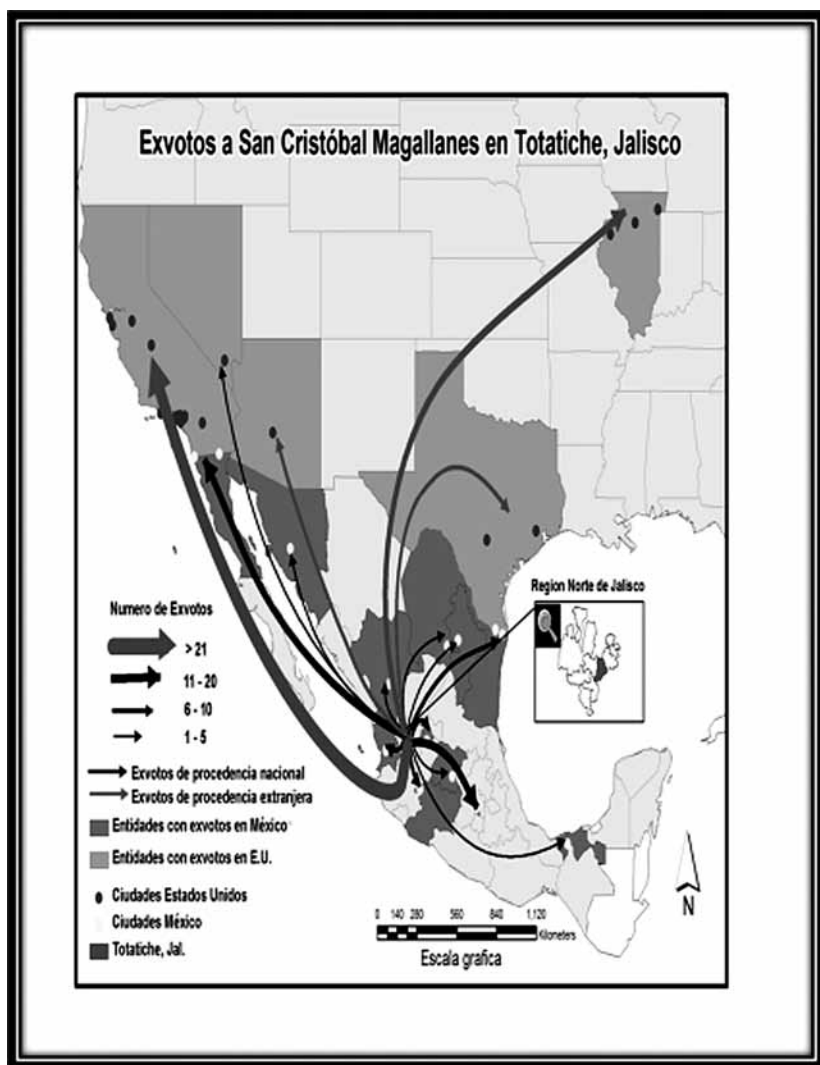 Exvotos a San Cristóbal Magallanes en Totatiche, Jalisco
Region Norte de Jalisco
Numero de Exvotos
> 21
11 - 20
6 - 10
1 - 5
Exvotos de procedencia nacional
Exvotos de procedencia extranjera
Entidades con exvotos en México
Entidades con exvotos en E.U.
Ciudades Estados Unidos
Ciudades México
Totatiche, Jal.
0 140 280 560 840 1,120
Kilometers
Escala grafica
N